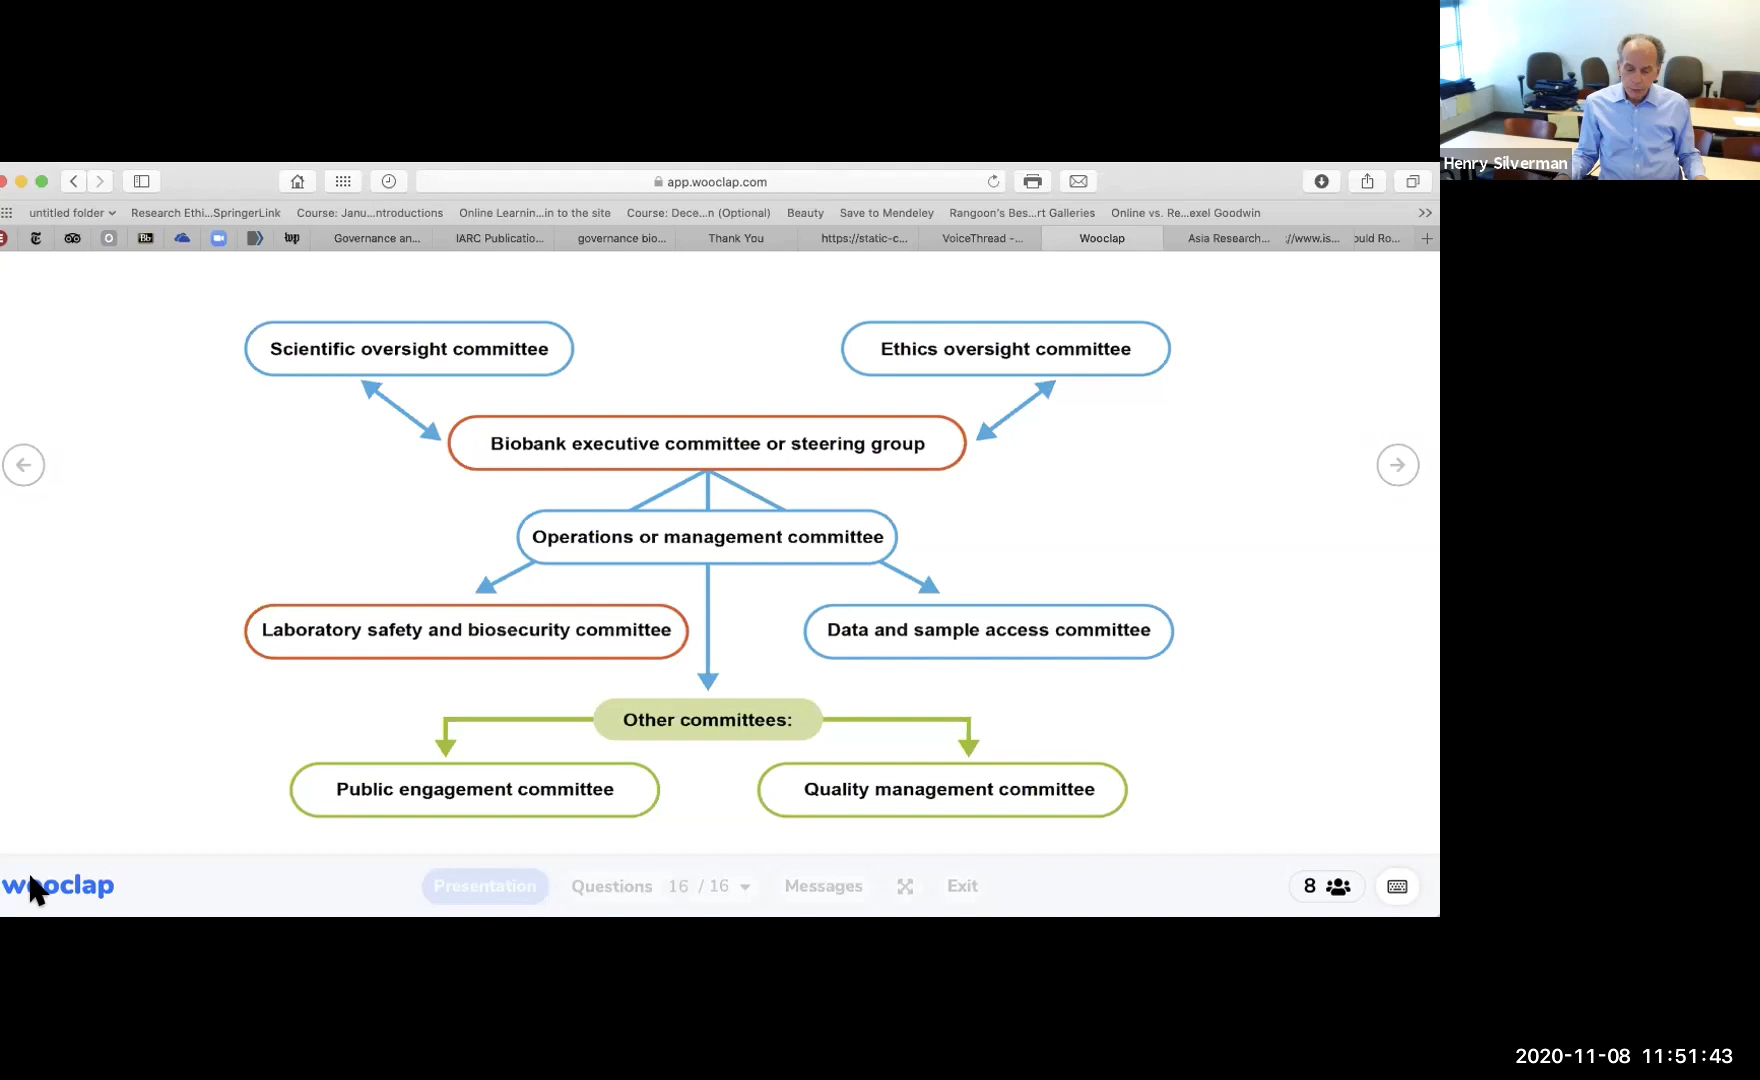 Henry Silverman
app.wooclap.com
untitled folder
Research Ethi...SpringerLink
Course: Janu...ntroductions
Online Learnin...in to the site
Course: Dece...n (Optional)
Beauty
Save to Mendeley
Rangoon's Bes...rt Galleries
Online vs. Re...exel Goodwin
Bb
wp
Governance an...
IARC Publicatio...
governance bio...
Thank You
https://static-c...
VoiceThread -...
Wooclap
Asia Research...
://www.is...
ould Ro...
Scientific oversight committee
Ethics oversight committee
Biobank executive committee or steering group
Operations or management committee
Laboratory safety and biosecurity committee
Data and sample access committee
Other committees:
Public engagement committee
Quality management committee
wooclap
Presentation
Questions 16 / 16
Messages
Exit
8
2020-11-08 11:51:43